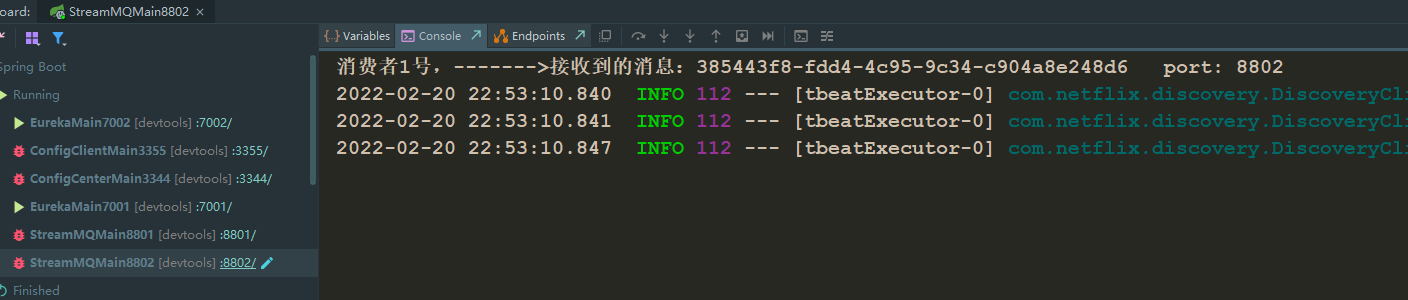 oard: StreamMQMain8802 ×
Variables Console Endpoints
Spring Boot
Running
EurekaMain7002 [devtools] :7002/
ConfigClientMain3355 [devtools] :3355/
ConfigCenterMain3344 [devtools] :3344/
EurekaMain7001 [devtools] :7001/
StreamMQMain8801 [devtools] :8801/
StreamMQMain8802 [devtools] :8802/
Finished
消费者1号，------->接收到的消息：385443f8-fdd4-4c95-9c34-c904a8e248d6 port: 8802
2022-02-20 22:53:10.840 INFO 112 --- [tbeatExecutor-0] com.netflix.discovery.DiscoveryCli
2022-02-20 22:53:10.841 INFO 112 --- [tbeatExecutor-0] com.netflix.discovery.DiscoveryCli
2022-02-20 22:53:10.847 INFO 112 --- [tbeatExecutor-0] com.netflix.discovery.DiscoveryCli